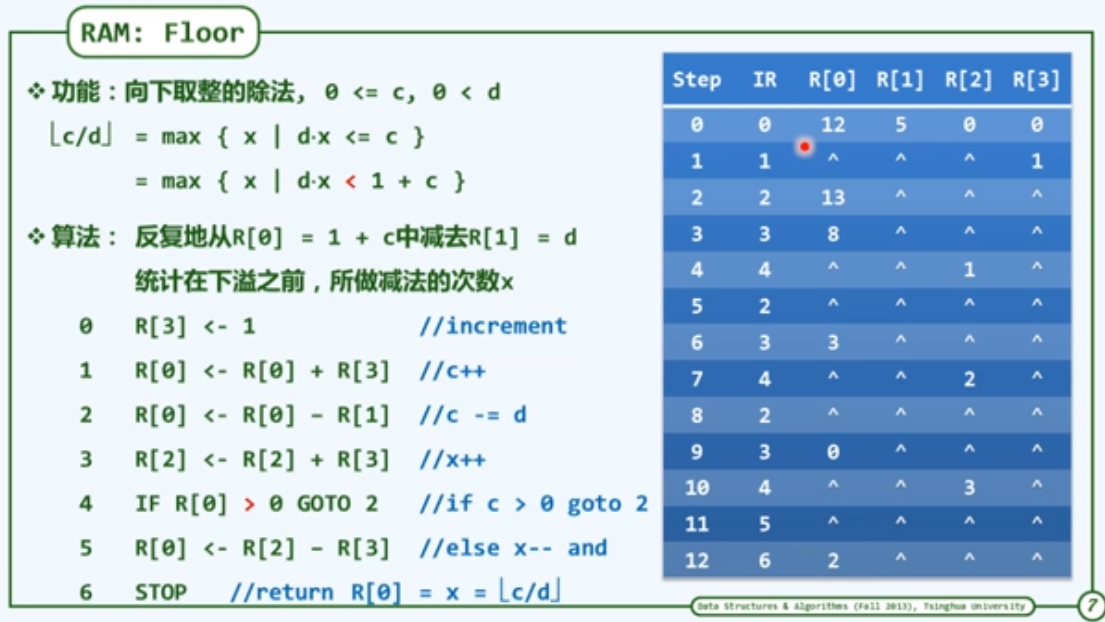 RAM: Floor
❖ 功能：向下取整的除法, 0 <= c, 0 < d
⌊c/d⌋ = max { x | d·x <= c }
= max { x | d·x < 1 + c }
❖ 算法： 反复地从R[0] = 1 + c中减去R[1] = d
统计在下溢之前，所做减法的次数x
0 R[3] <- 1 //increment
1 R[0] <- R[0] + R[3] //c++
2 R[0] <- R[0] – R[1] //c -= d
3 R[2] <- R[2] + R[3] //x++
4 IF R[0] > 0 GOTO 2 //if c > 0 goto 2
5 R[0] <- R[2] – R[3] //else x-- and
6 STOP //return R[0] = x = ⌊c/d⌋
Step IR R[0] R[1] R[2] R[3]
0 0 12 5 0 0
1 1 ^ ^ ^ 1
2 2 13 ^ ^ ^
3 3 8 ^ ^ ^
4 4 ^ ^ 1 ^
5 2 ^ ^ ^ ^
6 3 3 ^ ^ ^
7 4 ^ ^ 2 ^
8 2 ^ ^ ^ ^
9 3 0 ^ ^ ^
10 4 ^ ^ 3 ^
11 5 ^ ^ ^ ^
12 6 2 ^ ^ ^
Data Structures & Algorithms (Fall 2013), Tsinghua University
7